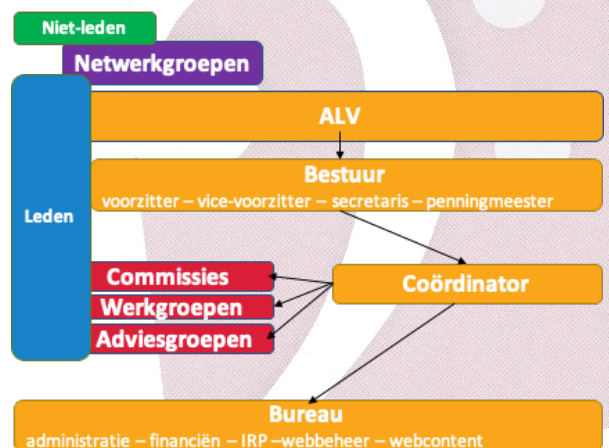 Niet-leden
Netwerkgroepen
ALV
Bestuur
voorzitter – vice-voorzitter – secretaris – penningmeester
Leden
Commissies
Coördinator
Werkgroepen
Adviesgroepen
Bureau
administratie – financiën – IRP –webbeheer – webcontent